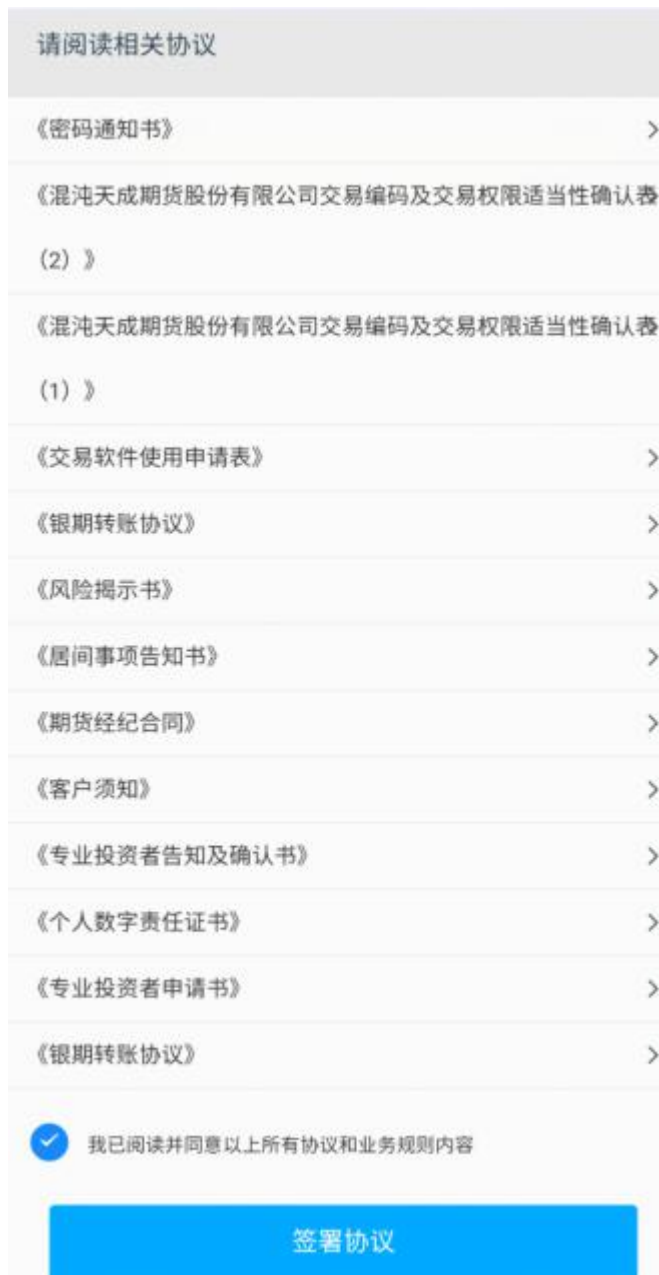 请阅读相关协议
《密码通知书》
《混沌天成期货股份有限公司交易编码及交易权限适当性确认表
（2）》
《混沌天成期货股份有限公司交易编码及交易权限适当性确认表
（1）》
《交易软件使用申请表》
《银期转账协议》
《风险揭示书》
《居间事项告知书》
《期货经纪合同》
《客户须知》
《专业投资者告知及确认书》
《个人数字责任证书》
《专业投资者申请书》
《银期转账协议》
我已阅读并同意以上所有协议和业务规则内容
签署协议